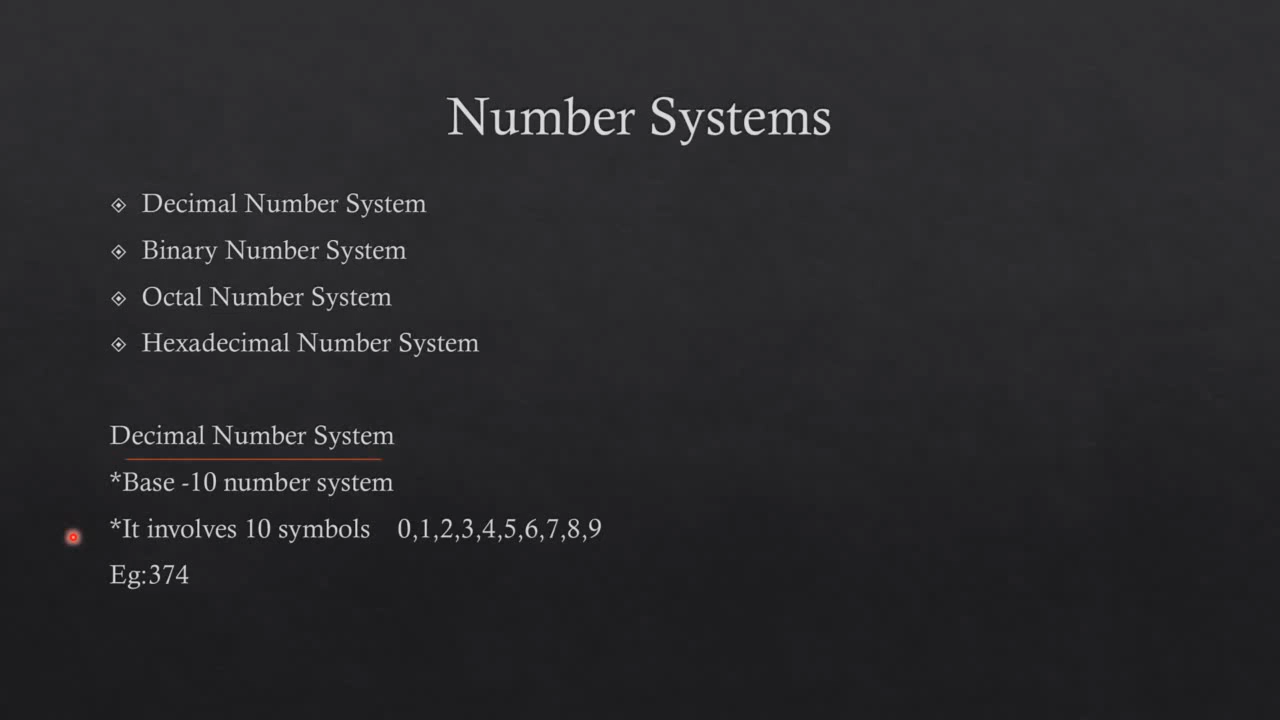 Number Systems
Decimal Number System
Binary Number System
Octal Number System
Hexadecimal Number System
Decimal Number System
*Base -10 number system
*It involves 10 symbols 0,1,2,3,4,5,6,7,8,9
Eg:374